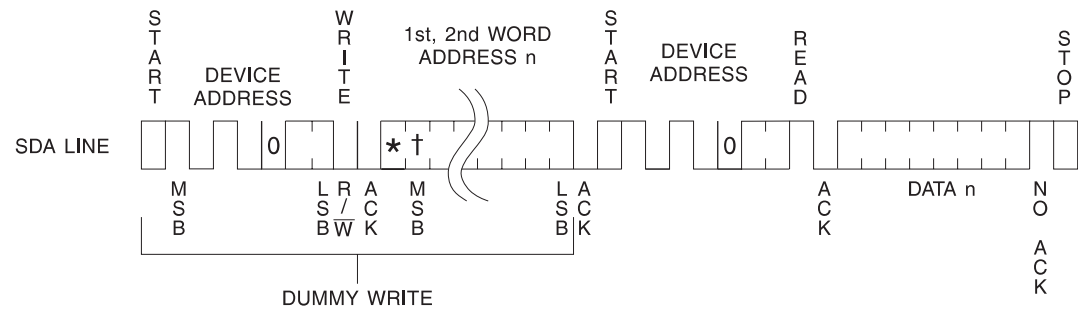 START
WRITE
1st, 2nd WORD
ADDRESS n
START
READ
STOP
DEVICE
ADDRESS
DEVICE
ADDRESS
SDA LINE
0
* †
0
MSB
LSB
R/W̅
ACK
MSB
LSB
ACK
ACK
DATA n
NO ACK
DUMMY WRITE